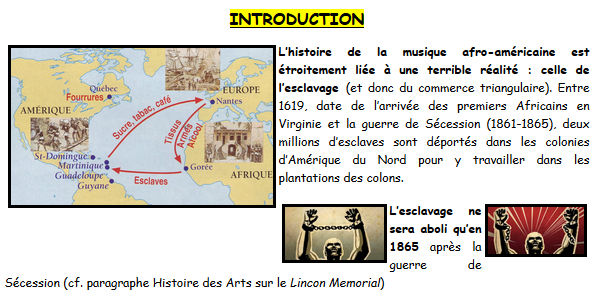 INTRODUCTION
Québec
Fourrures
EUROPE
Nantes
AMÉRIQUE
Sucre, tabac, café
Tissus
Armes
Alcool
St-Domingue
Martinique
Guadeloupe
Guyane
Esclaves
Gorée
AFRIQUE
L'histoire de la musique afro-américaine est
étroitement liée à une terrible réalité : celle de
l'esclavage (et donc du commerce triangulaire). Entre
1619, date de l'arrivée des premiers Africains en
Virginie et la guerre de Sécession (1861-1865), deux
millions d'esclaves sont déportés dans les colonies
d'Amérique du Nord pour y travailler dans les
plantations des colons.
L'esclavage ne
sera aboli qu'en
1865 après la
guerre de
Sécession (cf. paragraphe Histoire des Arts sur le Lincon Memorial)